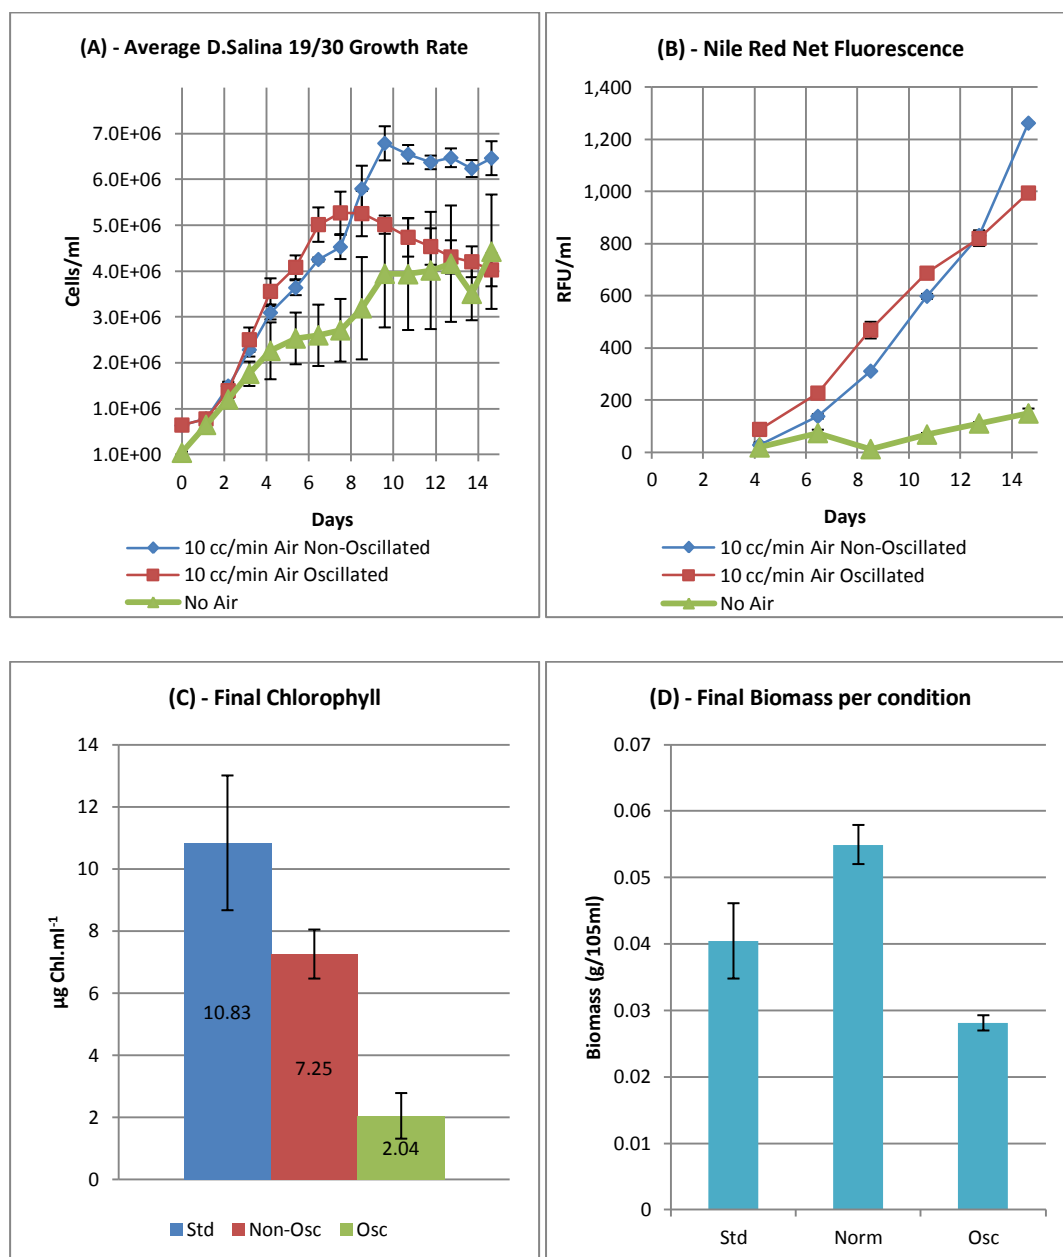 (A) - Average D.Salina 19/30 Growth Rate
7.0E+06
6.0E+06
5.0E+06
4.0E+06
3.0E+06
2.0E+06
1.0E+06
1.0E+00
Cells/ml
0 2 4 6 8 10 12 14
Days
10 cc/min Air Non-Oscillated
10 cc/min Air Oscillated
No Air
(B) - Nile Red Net Fluorescence
1,400
1,200
1,000
800
600
400
200
0
RFU/ml
0 2 4 6 8 10 12 14
Days
10 cc/min Air Non-Oscillated
10 cc/min Air Oscillated
No Air
(C) - Final Chlorophyll
14
12
10
8
6
4
2
0
µg Chl.ml⁻¹
10.83
7.25
2.04
Std Non-Osc Osc
(D) - Final Biomass per condition
0.07
0.06
0.05
0.04
0.03
0.02
0.01
0
Biomass (g/105ml)
Std Norm Osc